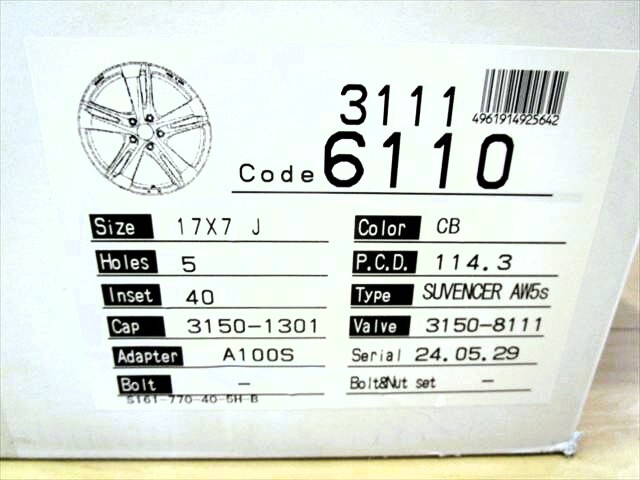 3111
4961914925642
Code 6110
Size 17X7 J Color CB
Holes 5 P.C.D. 114.3
Inset 40 Type SUVENCER AW5s
Cap 3150-1301 Valve 3150-8111
Adapter A100S Serial 24.05.29
Bolt - Bolt&Nut set -
S161-770-40-5H-B